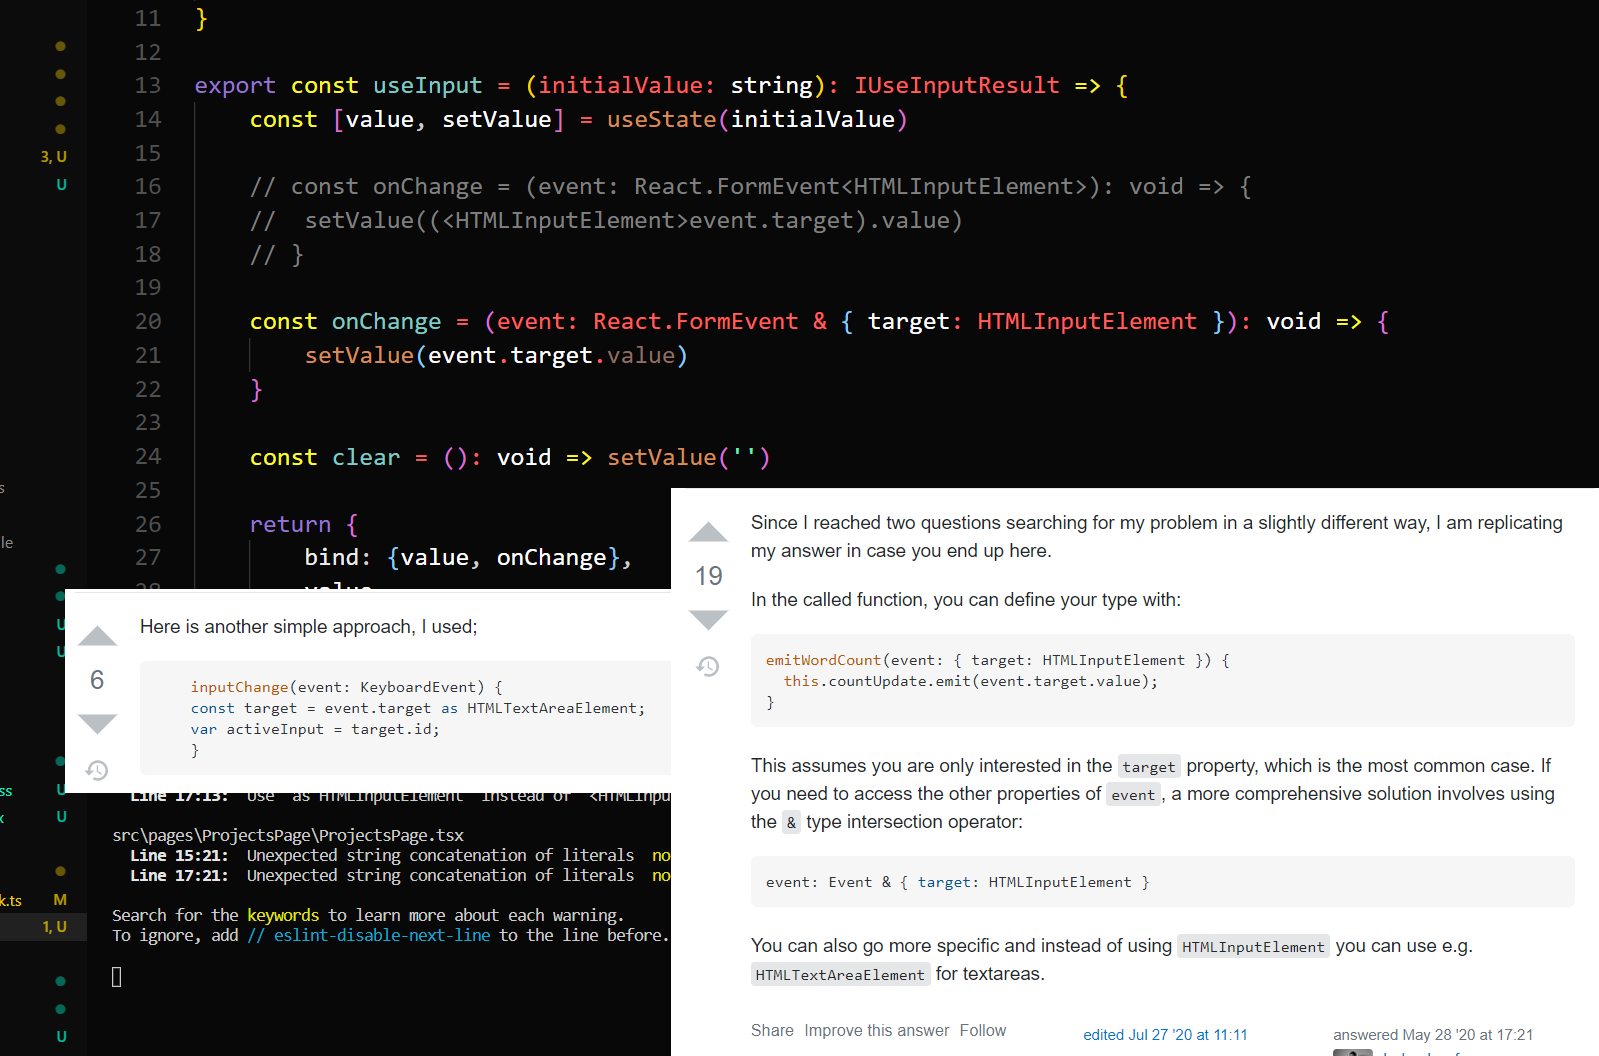 11 }
12
13 export const useInput = (initialValue: string): IUseInputResult => {
14 const [value, setValue] = useState(initialValue)
15
16 // const onChange = (event: React.FormEvent<HTMLInputElement>): void => {
17 //  setValue((<HTMLInputElement>event.target).value)
18 // }
19
20 const onChange = (event: React.FormEvent & { target: HTMLInputElement }): void => {
21 setValue(event.target.value)
22 }
23
24 const clear = (): void => setValue('')
25
26 return {
27 bind: {value, onChange},
28 value
3, U
U
s
le
U
U
ss U
x U
k.ts M
1, U
U
Here is another simple approach, I used;
6
inputChange(event: KeyboardEvent) {
const target = event.target as HTMLTextAreaElement;
var activeInput = target.id;
}
Line 17:13:  Use 'as HTMLInputElement' instead of '<HTMLInpu
src\pages\ProjectsPage\ProjectsPage.tsx
Line 15:21:  Unexpected string concatenation of literals  no
Line 17:21:  Unexpected string concatenation of literals  no
Search for the keywords to learn more about each warning.
To ignore, add // eslint-disable-next-line to the line before.
Since I reached two questions searching for my problem in a slightly different way, I am replicating
my answer in case you end up here.
19
In the called function, you can define your type with:
emitWordCount(event: { target: HTMLInputElement }) {
this.countUpdate.emit(event.target.value);
}
This assumes you are only interested in the target property, which is the most common case. If
you need to access the other properties of event, a more comprehensive solution involves using
the & type intersection operator:
event: Event & { target: HTMLInputElement }
You can also go more specific and instead of using HTMLInputElement you can use e.g.
HTMLTextAreaElement for textareas.
Share Improve this answer Follow
edited Jul 27 '20 at 11:11
answered May 28 '20 at 17:21